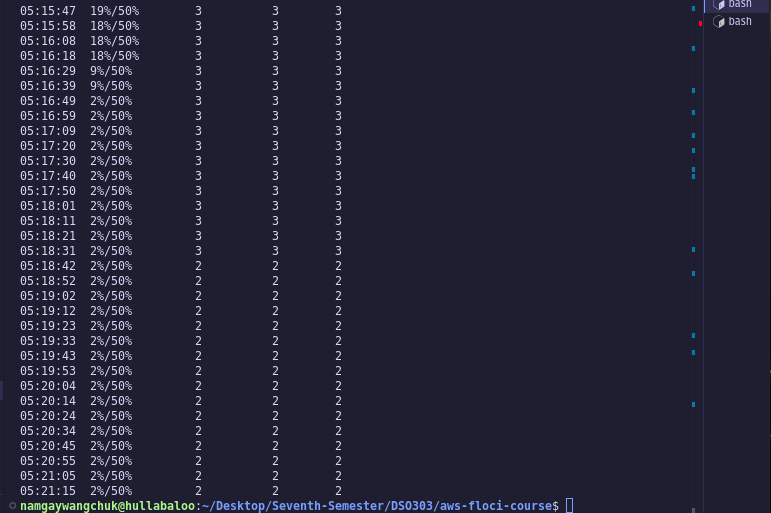 05:15:47 19%/50% 3 3 3
05:15:58 18%/50% 3 3 3
05:16:08 18%/50% 3 3 3
05:16:18 18%/50% 3 3 3
05:16:29 9%/50% 3 3 3
05:16:39 9%/50% 3 3 3
05:16:49 2%/50% 3 3 3
05:16:59 2%/50% 3 3 3
05:17:09 2%/50% 3 3 3
05:17:20 2%/50% 3 3 3
05:17:30 2%/50% 3 3 3
05:17:40 2%/50% 3 3 3
05:17:50 2%/50% 3 3 3
05:18:01 2%/50% 3 3 3
05:18:11 2%/50% 3 3 3
05:18:21 2%/50% 3 3 3
05:18:31 2%/50% 3 3 3
05:18:42 2%/50% 2 2 2
05:18:52 2%/50% 2 2 2
05:19:02 2%/50% 2 2 2
05:19:12 2%/50% 2 2 2
05:19:23 2%/50% 2 2 2
05:19:33 2%/50% 2 2 2
05:19:43 2%/50% 2 2 2
05:19:53 2%/50% 2 2 2
05:20:04 2%/50% 2 2 2
05:20:14 2%/50% 2 2 2
05:20:24 2%/50% 2 2 2
05:20:34 2%/50% 2 2 2
05:20:45 2%/50% 2 2 2
05:20:55 2%/50% 2 2 2
05:21:05 2%/50% 2 2 2
05:21:15 2%/50% 2 2 2
namgaywangchuk@hullabaloo:~/Desktop/Seventh-Semester/DSO303/aws-floci-course$
bash
bash